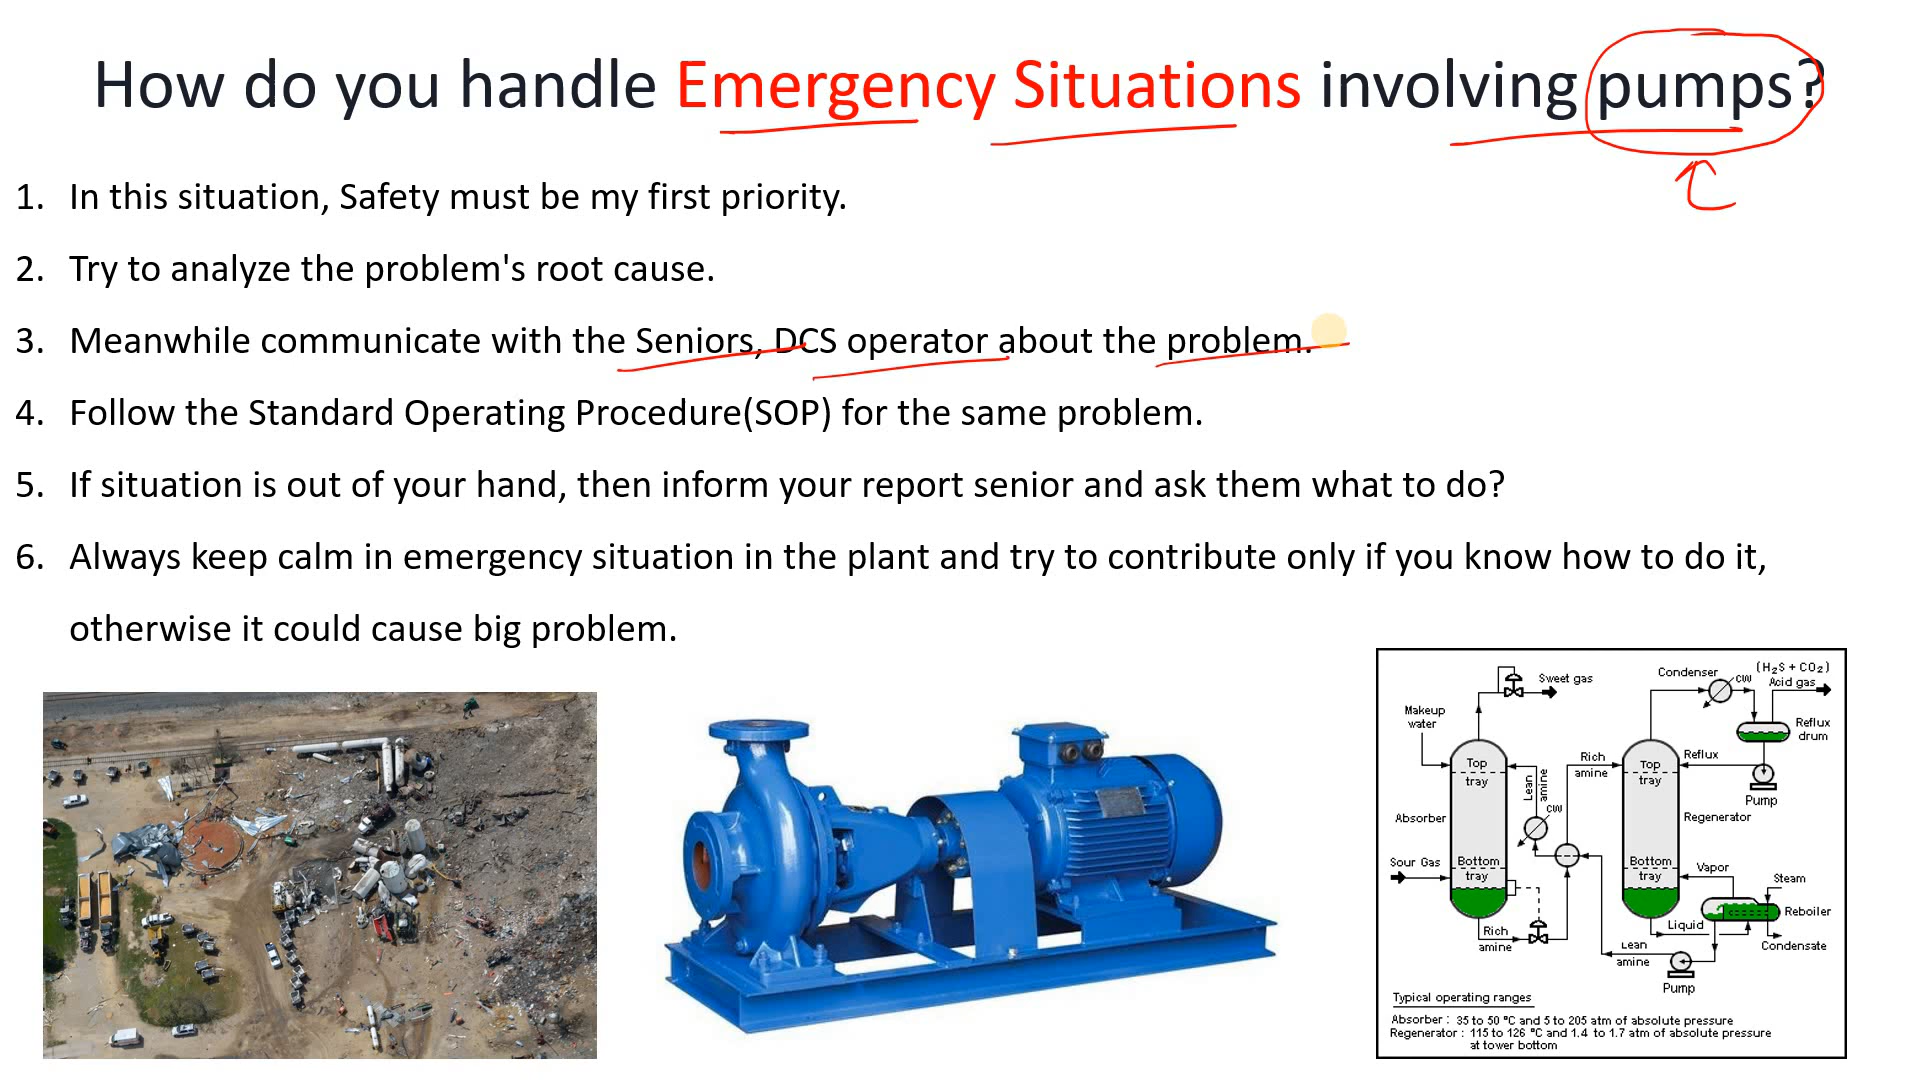 How do you handle Emergency Situations involving pumps?
1. In this situation, Safety must be my first priority.
2. Try to analyze the problem's root cause.
3. Meanwhile communicate with the Seniors, DCS operator about the problem.
4. Follow the Standard Operating Procedure(SOP) for the same problem.
5. If situation is out of your hand, then inform your report senior and ask them what to do?
6. Always keep calm in emergency situation in the plant and try to contribute only if you know how to do it,
otherwise it could cause big problem.
Sweet gas
Condenser
CW
(H₂S + CO₂)
Acid gas
Makeup
water
Reflux
drum
Top
tray
Lean
amine
CW
Rich
amine
Top
tray
Reflux
Pump
Absorber
Regenerator
Sour Gas
Bottom
tray
Bottom
tray
Vapor
Steam
Reboiler
Liquid
Condensate
Rich
amine
Lean
amine
Pump
Typical operating ranges
Absorber : 35 to 50 °C and 5 to 205 atm of absolute pressure
Regenerator : 115 to 126 °C and 1.4 to 1.7 atm of absolute pressure
at tower bottom